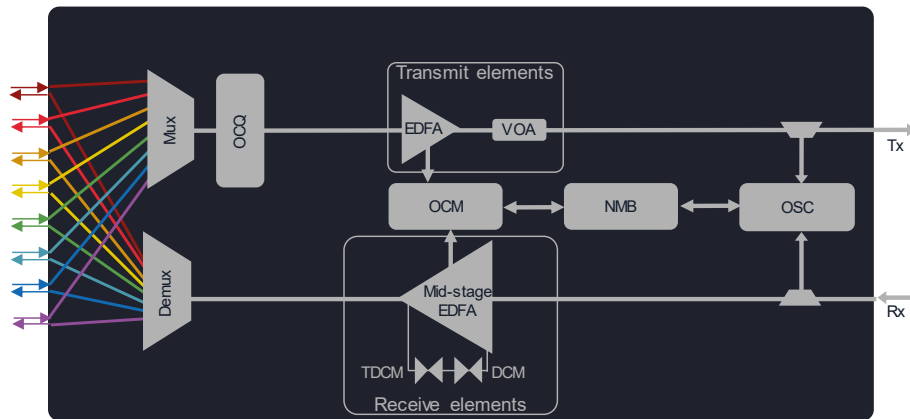 Transmit elements
Mux
OCQ
EDFA
VOA
Tx
OCM
NMB
OSC
Demux
Mid-stage
EDFA
Rx
TDCM
DCM
Receive elements